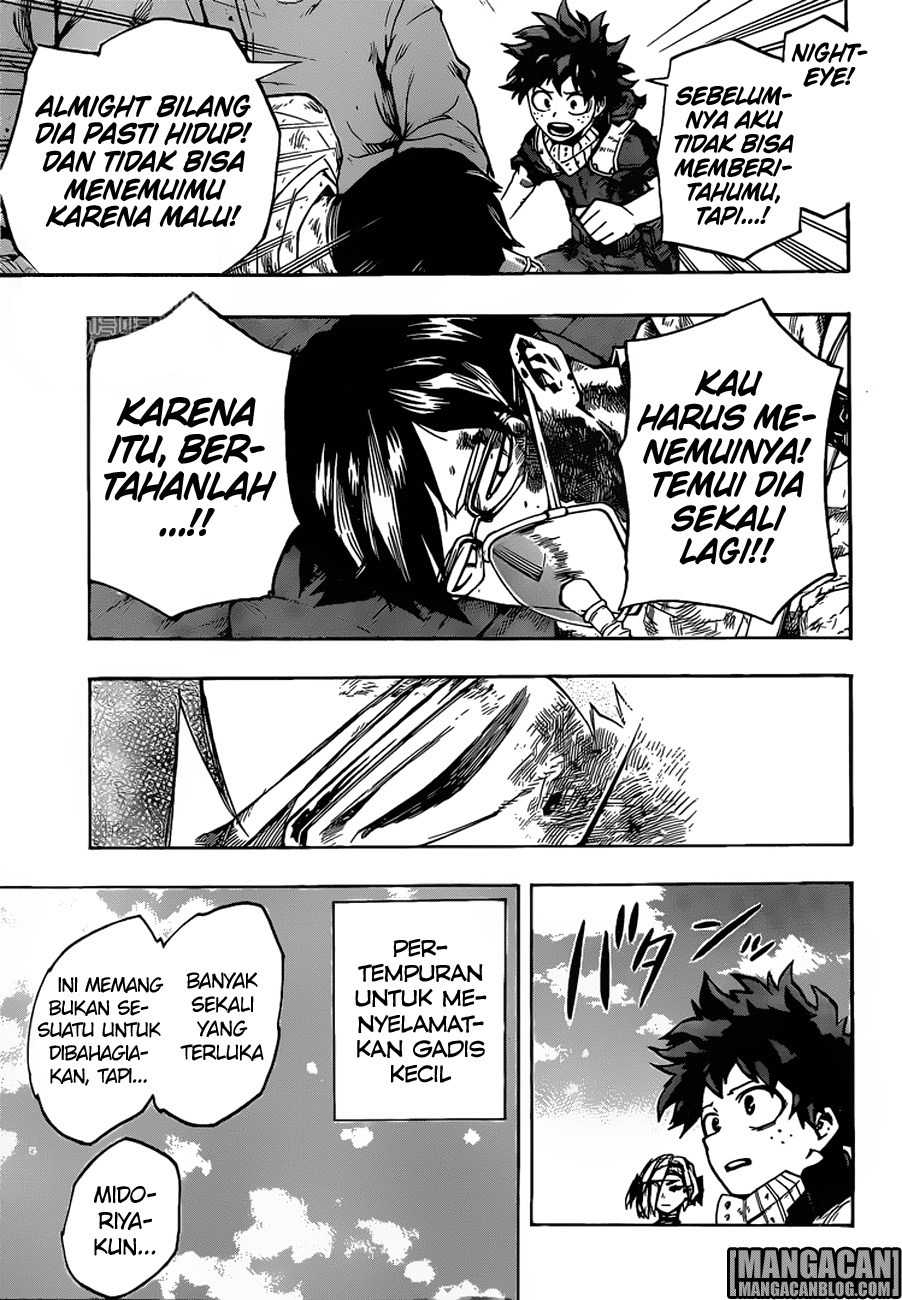 NIGHT-
EYE!
SEBELUM-
NYA AKU
TIDAK BISA
MEMBERI-
TAHUMU,
TAPI...!
ALMIGHT BILANG
DIA PASTI HIDUP!
DAN TIDAK BISA
MENEMUIMU
KARENA MALU!
KAU
HARUS ME-
NEMUINYA!
TEMUI DIA
SEKALI
LAGI!!
KARENA
ITU, BER-
TAHANLAH
...!!
バタン
PER-
TEMPURAN
UNTUK ME-
NYELAMAT-
KAN GADIS
KECIL
BANYAK
SEKALI
YANG
TERLUKA
INI MEMANG
BUKAN SE-
SUATU UNTUK
DIBAHAGIA-
KAN, TAPI...
MIDO-
RIYA-
KUN...
[MANGACAN]
MANGACANBLOG.COM